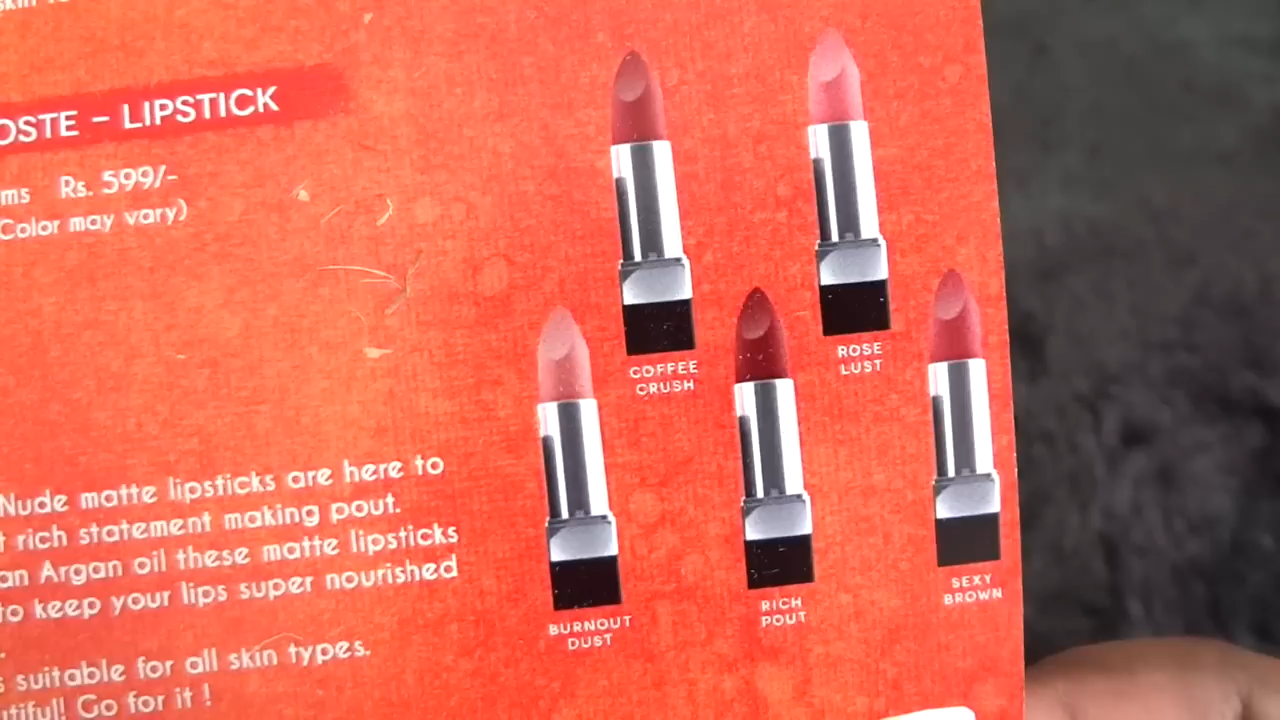 OSTE – LIPSTICK
ms Rs. 599/-
(Color may vary)
Nude matte lipsticks are here to
rich statement making pout.
an Argan oil these matte lipsticks
to keep your lips super nourished
suitable for all skin types.
Go for it !
COFFEE
CRUSH
ROSE
LUST
BURNOUT
DUST
RICH
POUT
SEXY
BROWN